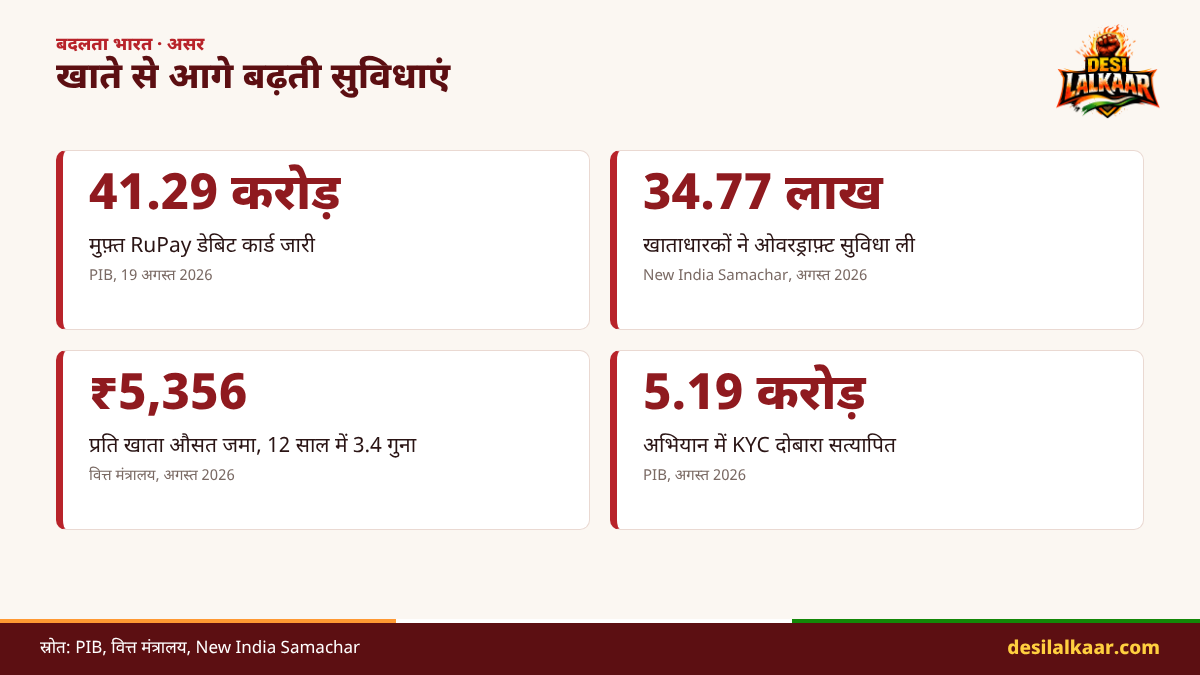 बदलता भारत · असर
खाते से आगे बढ़ती सुविधाएं
DESI
LALKAAR
41.29 करोड़
मुफ़्त RuPay डेबिट कार्ड जारी
PIB, 19 अगस्त 2026
34.77 लाख
खाताधारकों ने ओवरड्राफ़्ट सुविधा ली
New India Samachar, अगस्त 2026
₹5,356
प्रति खाता औसत जमा, 12 साल में 3.4 गुना
वित्त मंत्रालय, अगस्त 2026
5.19 करोड़
अभियान में KYC दोबारा सत्यापित
PIB, अगस्त 2026
स्रोत: PIB, वित्त मंत्रालय, New India Samachar
desilalkaar.com